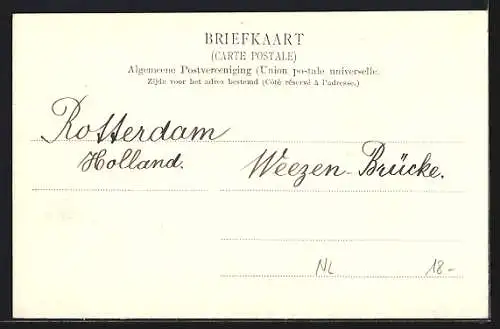 BRIEFKAART
(CARTE POSTALE)
Algemeene Postvereeniging (Union postale universelle.
Zijde voor het adres bestemd (Côté réservé à l'adresse.)
Rotterdam
Holland.
Weezen-Brücke.
NL 18-